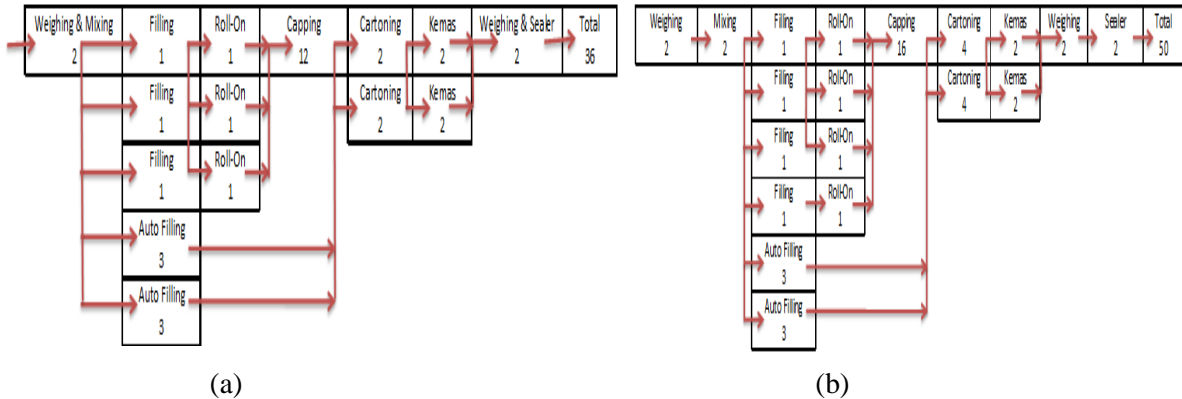 Weighing & Mixing Filling Roll-On Capping Cartoning Kemas Weighing & Sealer Total
2 1 1 12 2 2 2 36
Filling Roll-On Cartoning Kemas
1 1 2 2
Filling Roll-On
1 1
Auto Filling
3
Auto Filling
3
(a)
Weighing Mixing Filling Roll-On Capping Cartoning Kemas Weighing Sealer Total
2 2 1 1 16 4 2 2 2 50
Filling Roll-On Cartoning Kemas
1 1 4 2
Filling Roll-On
1 1
Filling Roll-On
1 1
Auto Filling
3
Auto Filling
3
(b)